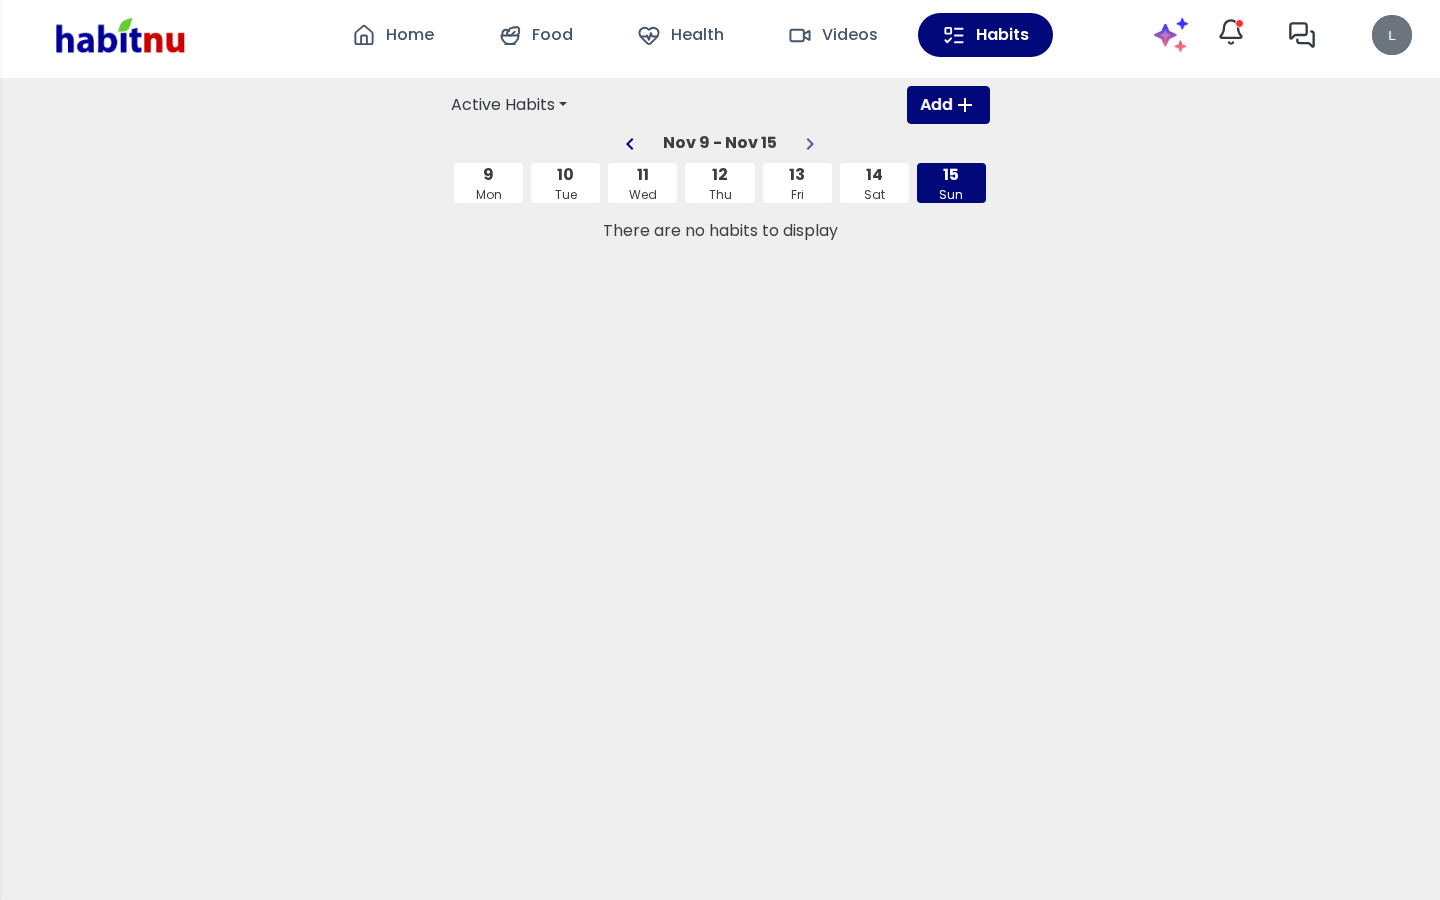 habitnu
Home
Food
Health
Videos
Habits
L
Active Habits
Add
Nov 9 - Nov 15
9
Mon
10
Tue
11
Wed
12
Thu
13
Fri
14
Sat
15
Sun
There are no habits to display